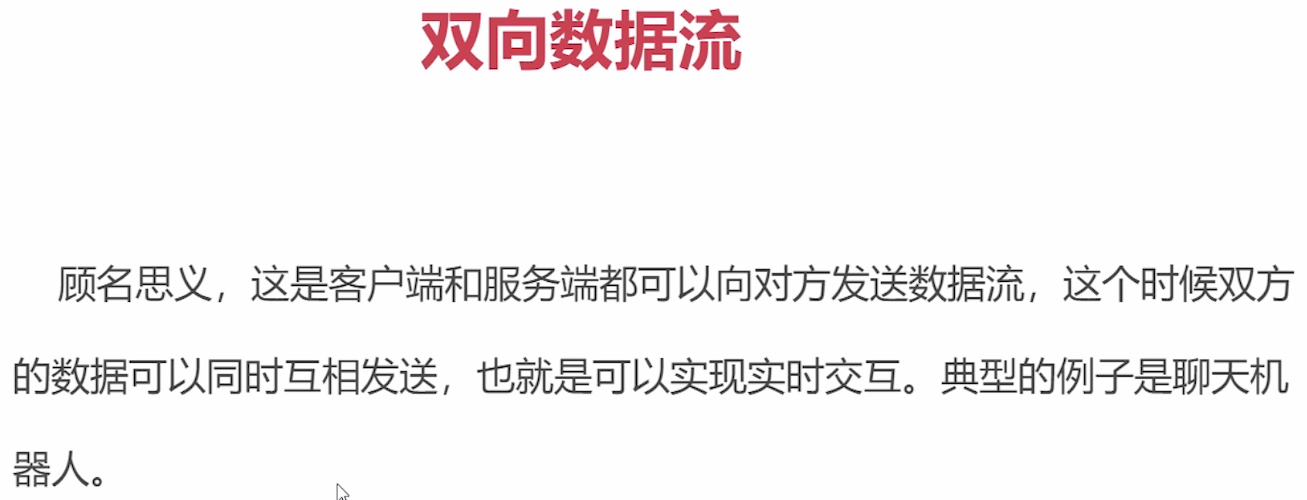 双向数据流
顾名思义，这是客户端和服务端都可以向对方发送数据流，这个时候双方
的数据可以同时互相发送，也就是可以实现实时交互。典型的例子是聊天机
器人。